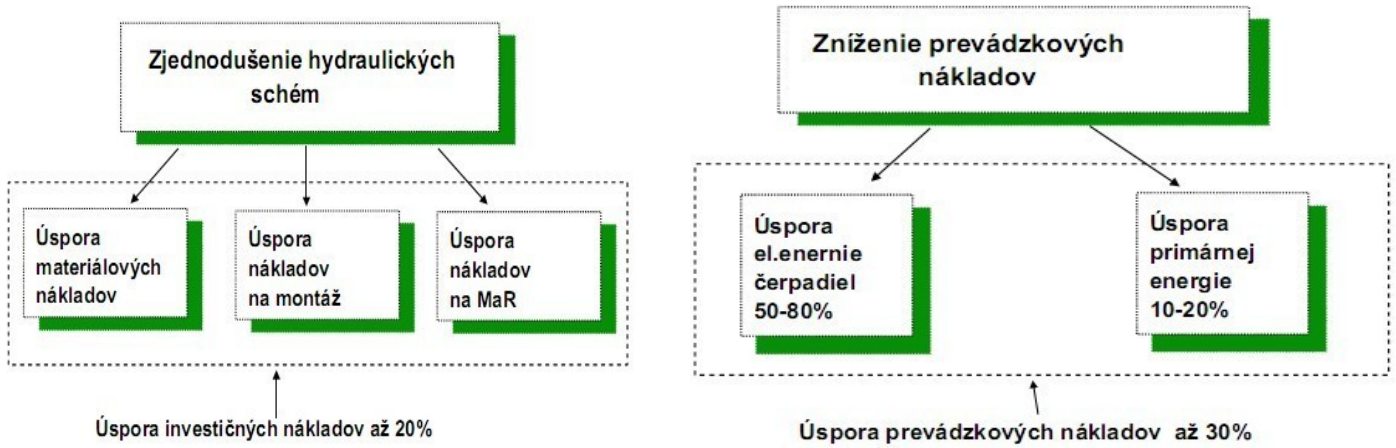 Zjednodušenie hydraulických
schém
Úspora
materiálových
nákladov
Úspora
nákladov
na montáž
Úspora
nákladov
na MaR
Úspora investičných nákladov až 20%
Zníženie prevádzkových
nákladov
Úspora
el.enernie
čerpadiel
50-80%
Úspora
primárnej
energie
10-20%
Úspora prevádzkových nákladov až 30%